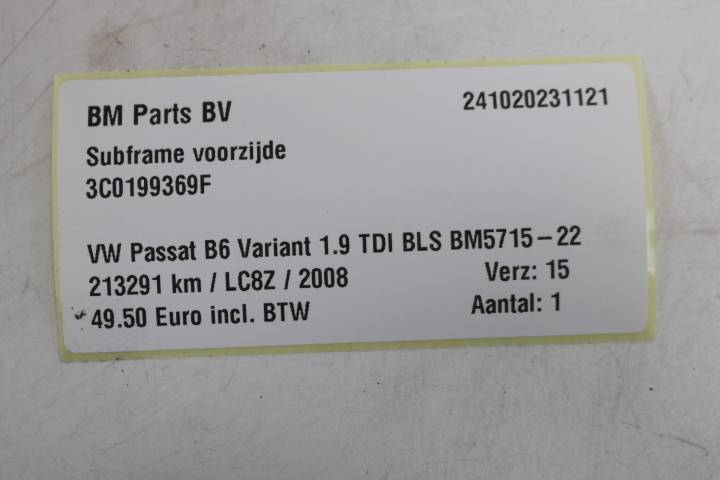 BM Parts BV 241020231121
Subframe voorzijde
3C0199369F
VW Passat B6 Variant 1.9 TDI BLS BM5715-22
213291 km / LC8Z / 2008 Verz: 15
49.50 Euro incl. BTW Aantal: 1